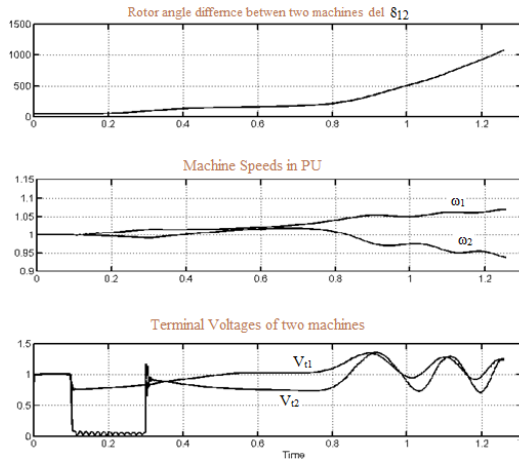 Rotor angle differnce betwen two machines del δ12
1500
1000
500
0
0 0.2 0.4 0.6 0.8 1 1.2
Machine Speeds in PU
1.15
1.1
1.05
1
0.95
0.9
ω1
ω2
0 0.2 0.4 0.6 0.8 1 1.2
Terminal Voltages of two machines
1.5
1
0.5
0
Vt1
Vt2
0 0.2 0.4 0.6 0.8 1 1.2
Time